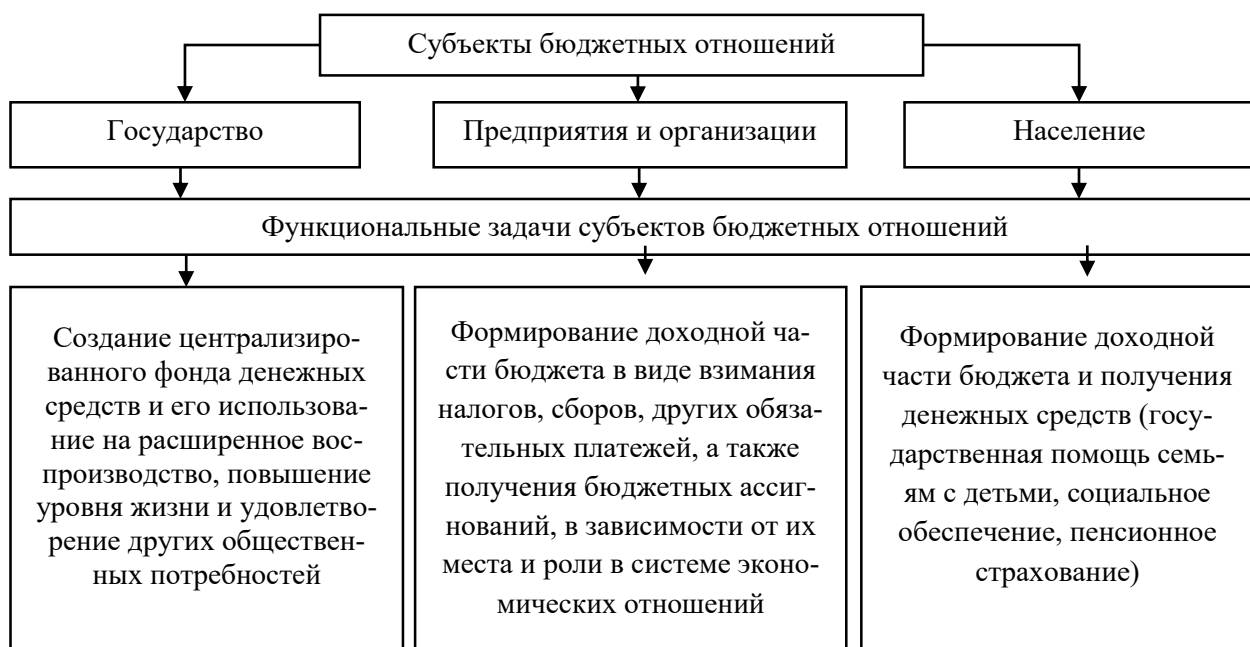 Субъекты бюджетных отношений
Государство
Предприятия и организации
Население
Функциональные задачи субъектов бюджетных отношений
Создание централизиро-
ванного фонда денежных
средств и его использова-
ние на расширенное вос-
производство, повышение
уровня жизни и удовлетво-
рение других обществен-
ных потребностей
Формирование доходной ча-
сти бюджета в виде взимания
налогов, сборов, других обяза-
тельных платежей, а также
получения бюджетных ассиг-
нований, в зависимости от их
места и роли в системе эконо-
мических отношений
Формирование доходной
части бюджета и получения
денежных средств (госу-
дарственная помощь семь-
ям с детьми, социальное
обеспечение, пенсионное
страхование)